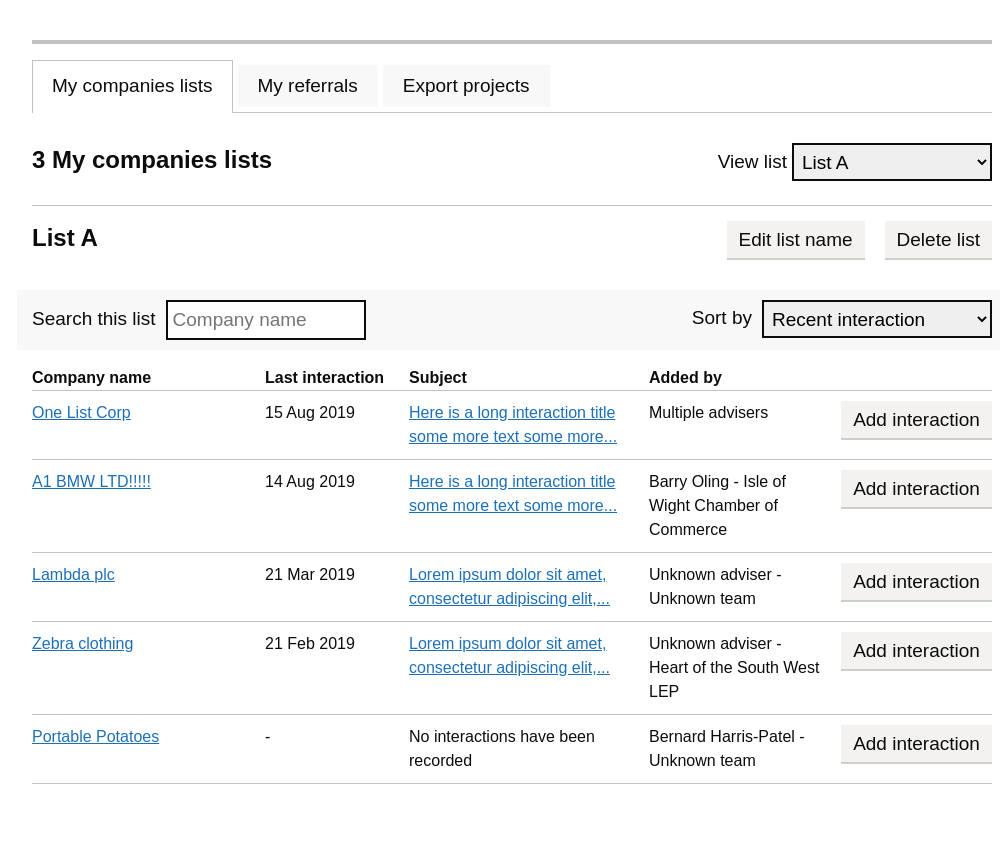 My companies lists
My referrals
Export projects
3 My companies lists
View list
List A
List A
Edit list name
Delete list
Search this list
Company name
Sort by
Recent interaction
Company name
Last interaction
Subject
Added by
One List Corp
15 Aug 2019
Here is a long interaction title
some more text some more...
Multiple advisers
Add interaction
A1 BMW LTD!!!!!
14 Aug 2019
Here is a long interaction title
some more text some more...
Barry Oling - Isle of
Wight Chamber of
Commerce
Add interaction
Lambda plc
21 Mar 2019
Lorem ipsum dolor sit amet,
consectetur adipiscing elit,...
Unknown adviser -
Unknown team
Add interaction
Zebra clothing
21 Feb 2019
Lorem ipsum dolor sit amet,
consectetur adipiscing elit,...
Unknown adviser -
Heart of the South West
LEP
Add interaction
Portable Potatoes
-
No interactions have been
recorded
Bernard Harris-Patel -
Unknown team
Add interaction